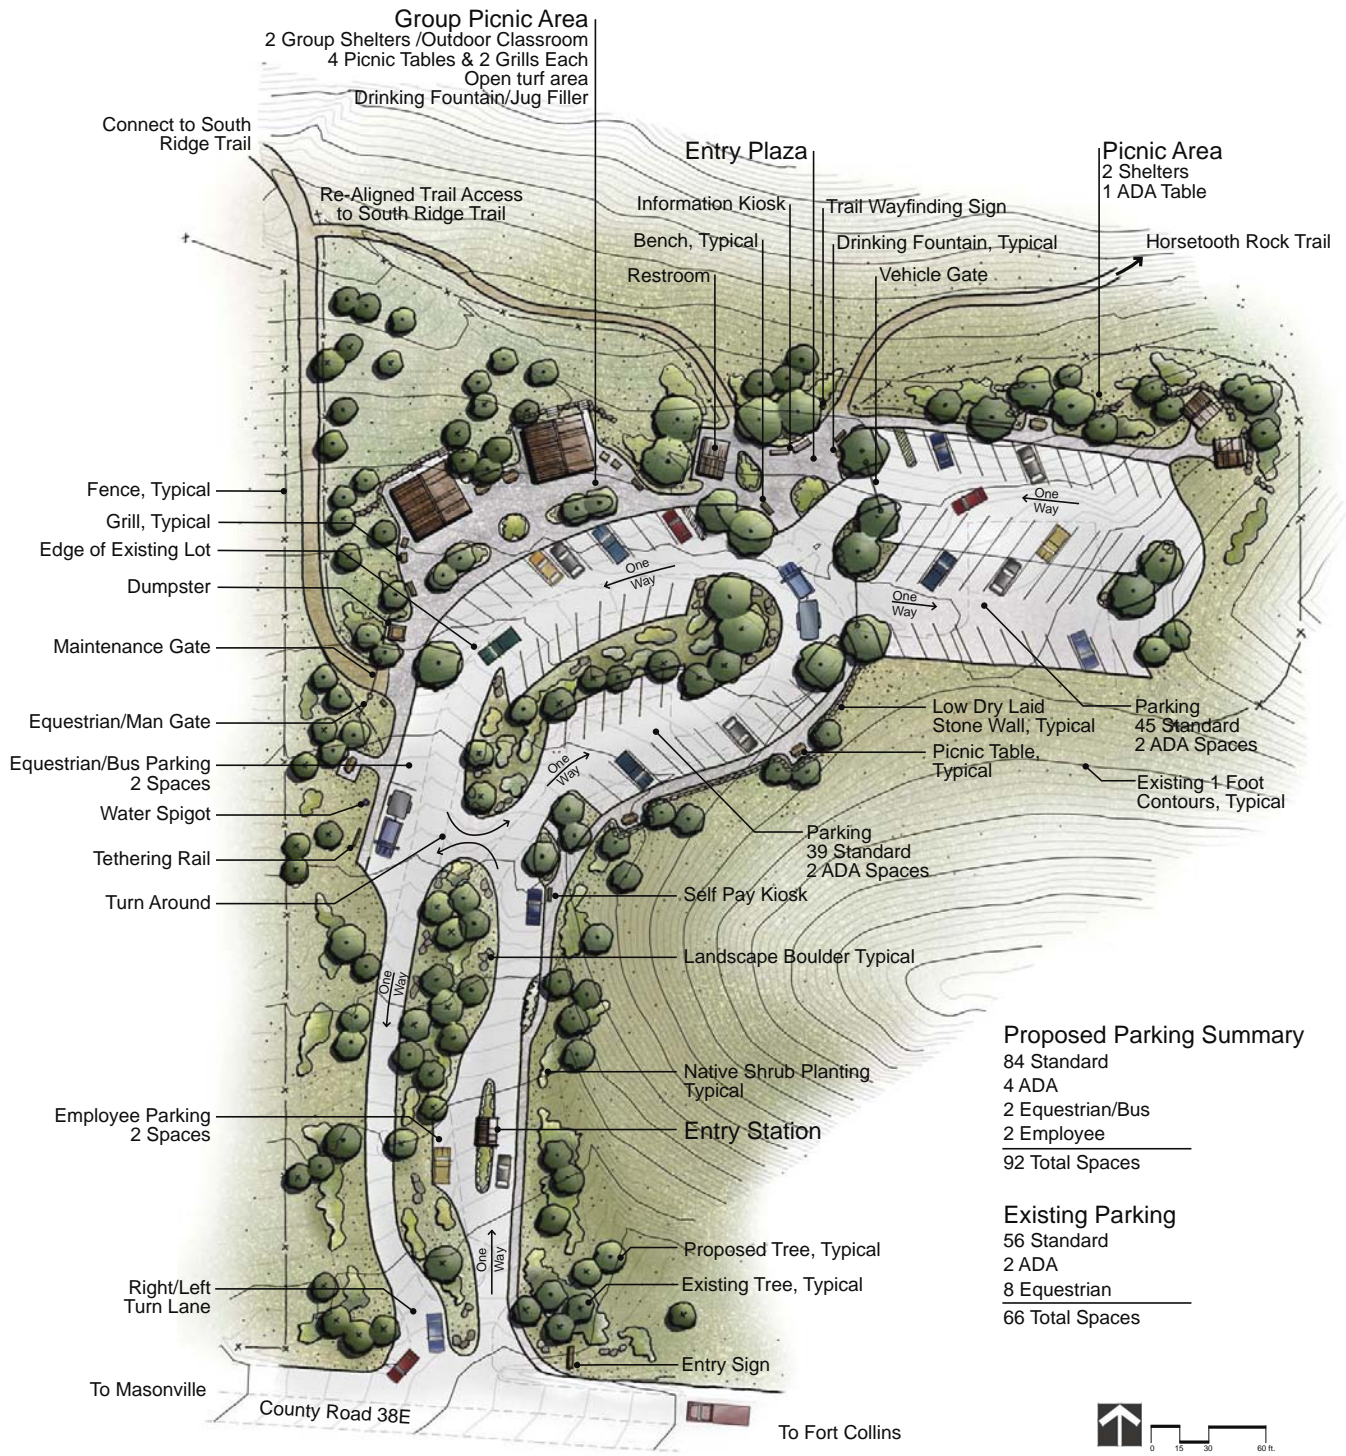 Group Picnic Area
2 Group Shelters /Outdoor Classroom
4 Picnic Tables & 2 Grills Each
Open turf area
Drinking Fountain/Jug Filler
Connect to South
Ridge Trail
Re-Aligned Trail Access
to South Ridge Trail
Entry Plaza
Information Kiosk
Bench, Typical
Restroom
Trail Wayfinding Sign
Drinking Fountain, Typical
Vehicle Gate
Picnic Area
2 Shelters
1 ADA Table
Horsetooth Rock Trail
Fence, Typical
Grill, Typical
Edge of Existing Lot
Dumpster
Maintenance Gate
Equestrian/Man Gate
Equestrian/Bus Parking
2 Spaces
Water Spigot
Tethering Rail
Turn Around
One
Way
One
Way
One
Way
One
Way
Low Dry Laid
Stone Wall, Typical
Picnic Table,
Typical
Parking
45 Standard
2 ADA Spaces
Existing 1 Foot
Contours, Typical
Parking
39 Standard
2 ADA Spaces
Self Pay Kiosk
Landscape Boulder Typical
One
Way
Native Shrub Planting
Typical
Employee Parking
2 Spaces
Entry Station
One
Way
Proposed Tree, Typical
Existing Tree, Typical
Right/Left
Turn Lane
Entry Sign
To Masonville
County Road 38E
To Fort Collins
Proposed Parking Summary
84 Standard
4 ADA
2 Equestrian/Bus
2 Employee
92 Total Spaces
Existing Parking
56 Standard
2 ADA
8 Equestrian
66 Total Spaces
0 15 30 60 ft.